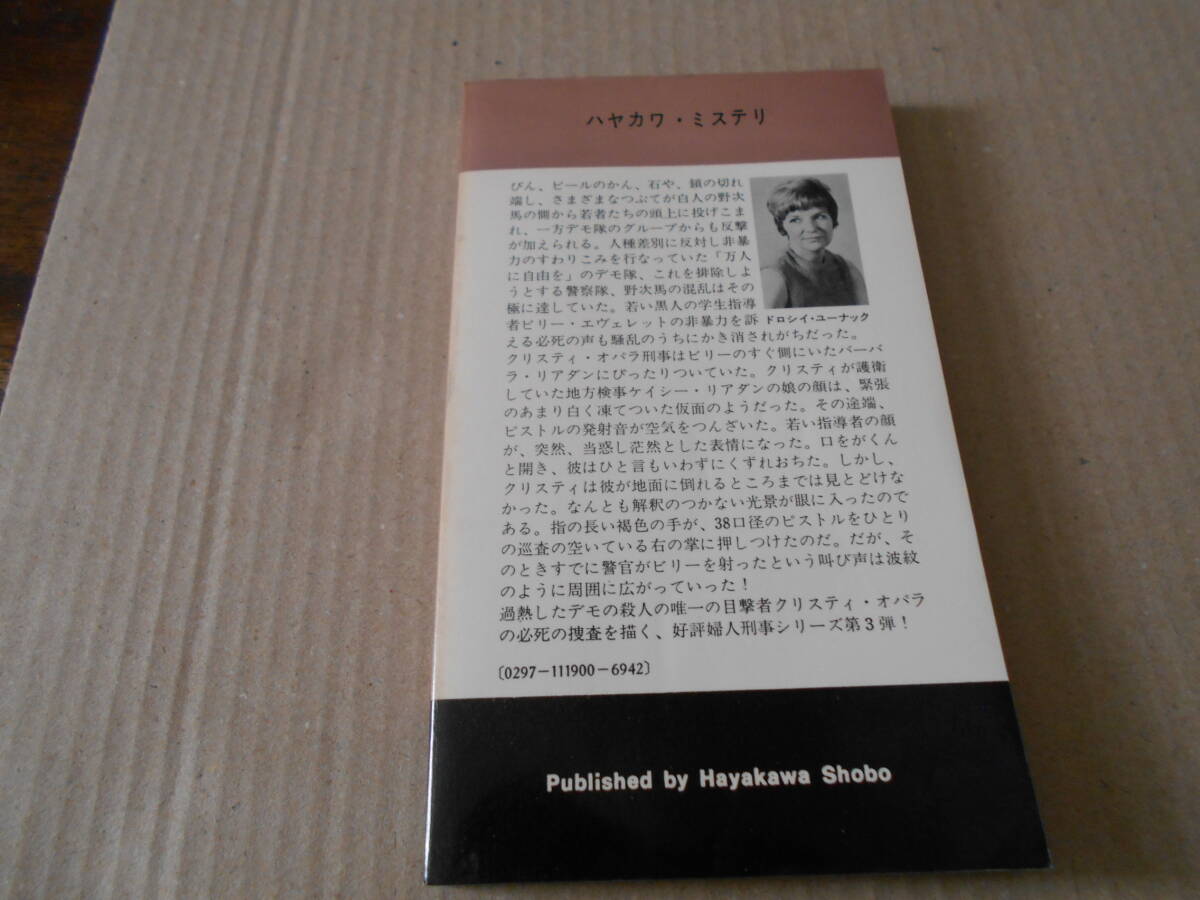 ハヤカワ・ミステリ
びん、ビールのかん、石や、鎖の切れ
端し、さまざまなつぶてが白人の野次
馬の側から若者たちの頭上に投げこま
れ、一方デモ隊のグループからも反撃
が加えられる。人種差別に反対し非暴
力のすわりこみを行なっていた「万人
に自由を」のデモ隊、これを排除しよ
うとする警察隊、野次馬の混乱はその
極に達していた。若い黒人の学生指導
者ビリー・エヴェレットの非暴力を訴
える必死の声も騒乱のうちにかき消されがちだった。
クリスティ・オパラ刑事はビリーのすぐ側にいたバーバ
ラ・リアダンにぴったりついていた。クリスティが護衛
していた地方検事ケイシー・リアダンの娘の顔は、緊張
のあまり白く凍てついた仮面のようだった。その途端、
ピストルの発射音が空気をつんざいた。若い指導者の顔
が、突然、当惑し茫然とした表情になった。口をがくん
と開き、彼はひと言もいわずにくずれおちた。しかし、
クリスティは彼が地面に倒れるところまでは見とどけな
かった。なんとも解釈のつかない光景が眼に入ったので
ある。指の長い褐色の手が、38口径のピストルをひとり
の巡査の空いている右の掌に押しつけたのだ。だが、そ
のときすでに警官がビリーを射ったという叫び声は波紋
のように周囲に広がっていった！
過熱したデモの殺人の唯一の目撃者クリスティ・オパラ
の必死の捜査を描く、好評婦人刑事シリーズ第3弾！
ドロシイ・ユーナック
〔0297－111900－6942〕
Published by Hayakawa Shobo